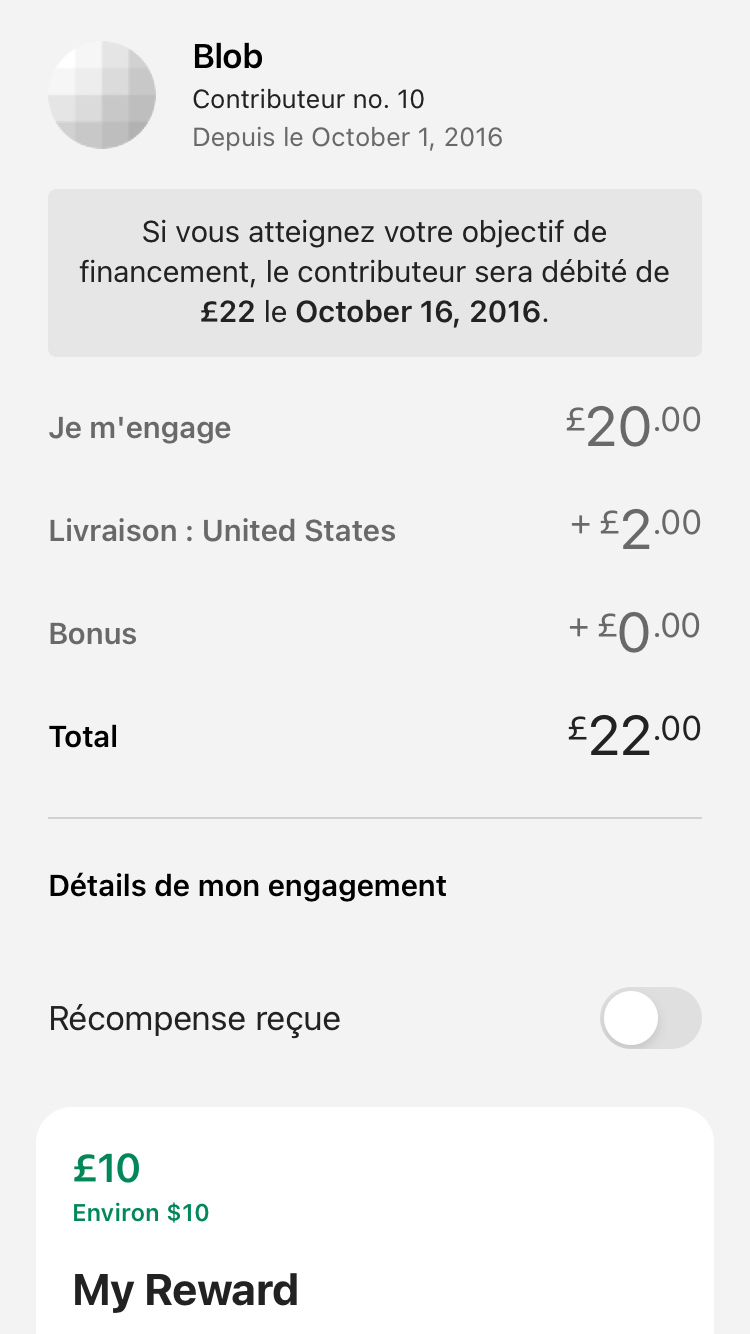 Blob
Contributeur no. 10
Depuis le October 1, 2016
Si vous atteignez votre objectif de
financement, le contributeur sera débité de
£22 le October 16, 2016.
Je m'engage £20.00
Livraison : United States + £2.00
Bonus + £0.00
Total £22.00
Détails de mon engagement
Récompense reçue
£10
Environ $10
My Reward